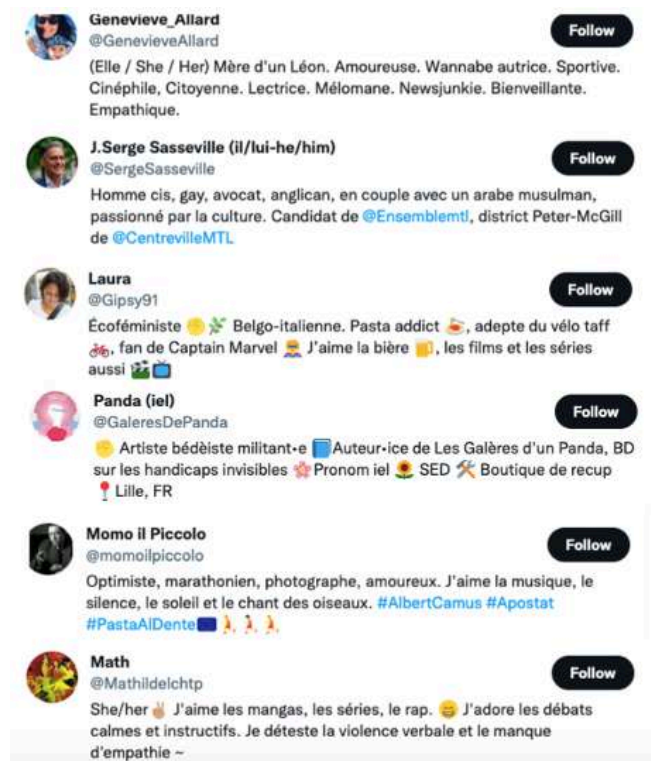 Genevieve_Allard
Follow
@GenevieveAllard
(Elle / She / Her) Mère d'un Léon. Amoureuse. Wannabe autrice. Sportive.
Cinéphile, Citoyenne. Lectrice. Mélomane. Newsjunkie. Bienveillante.
Empathique.
J.Serge Sasseville (il/lui-he/him)
Follow
@SergeSasseville
Homme cis, gay, avocat, anglican, en couple avec un arabe musulman,
passionné par la culture. Candidat de @Ensemblemtl, district Peter-McGill
de @CentrevilleMTL
Laura
Follow
@Gipsy91
Écoféministe ✊🌿 Belgo-italienne. Pasta addict 🍝, adepte du vélo taff
🚲, fan de Captain Marvel 🦸 J'aime la bière 🍺, les films et les séries
aussi 🎬📺
Panda (iel)
Follow
@GaleresDePanda
✊ Artiste bédèiste militant•e 📘Auteur•ice de Les Galères d'un Panda, BD
sur les handicaps invisibles 🌸Pronom iel 🌻 SED 🛠 Boutique de recup
📍Lille, FR
Momo il Piccolo
Follow
@momoilpiccolo
Optimiste, marathonien, photographe, amoureux. J'aime la musique, le
silence, le soleil et le chant des oiseaux. #AlbertCamus #Apostat
#PastaAlDente🇪🇺🏃🏃🏃
Math
Follow
@Mathildelchtp
She/her ✌🏼 J'aime les mangas, les séries, le rap. 😄 J'adore les débats
calmes et instructifs. Je déteste la violence verbale et le manque
d'empathie ~